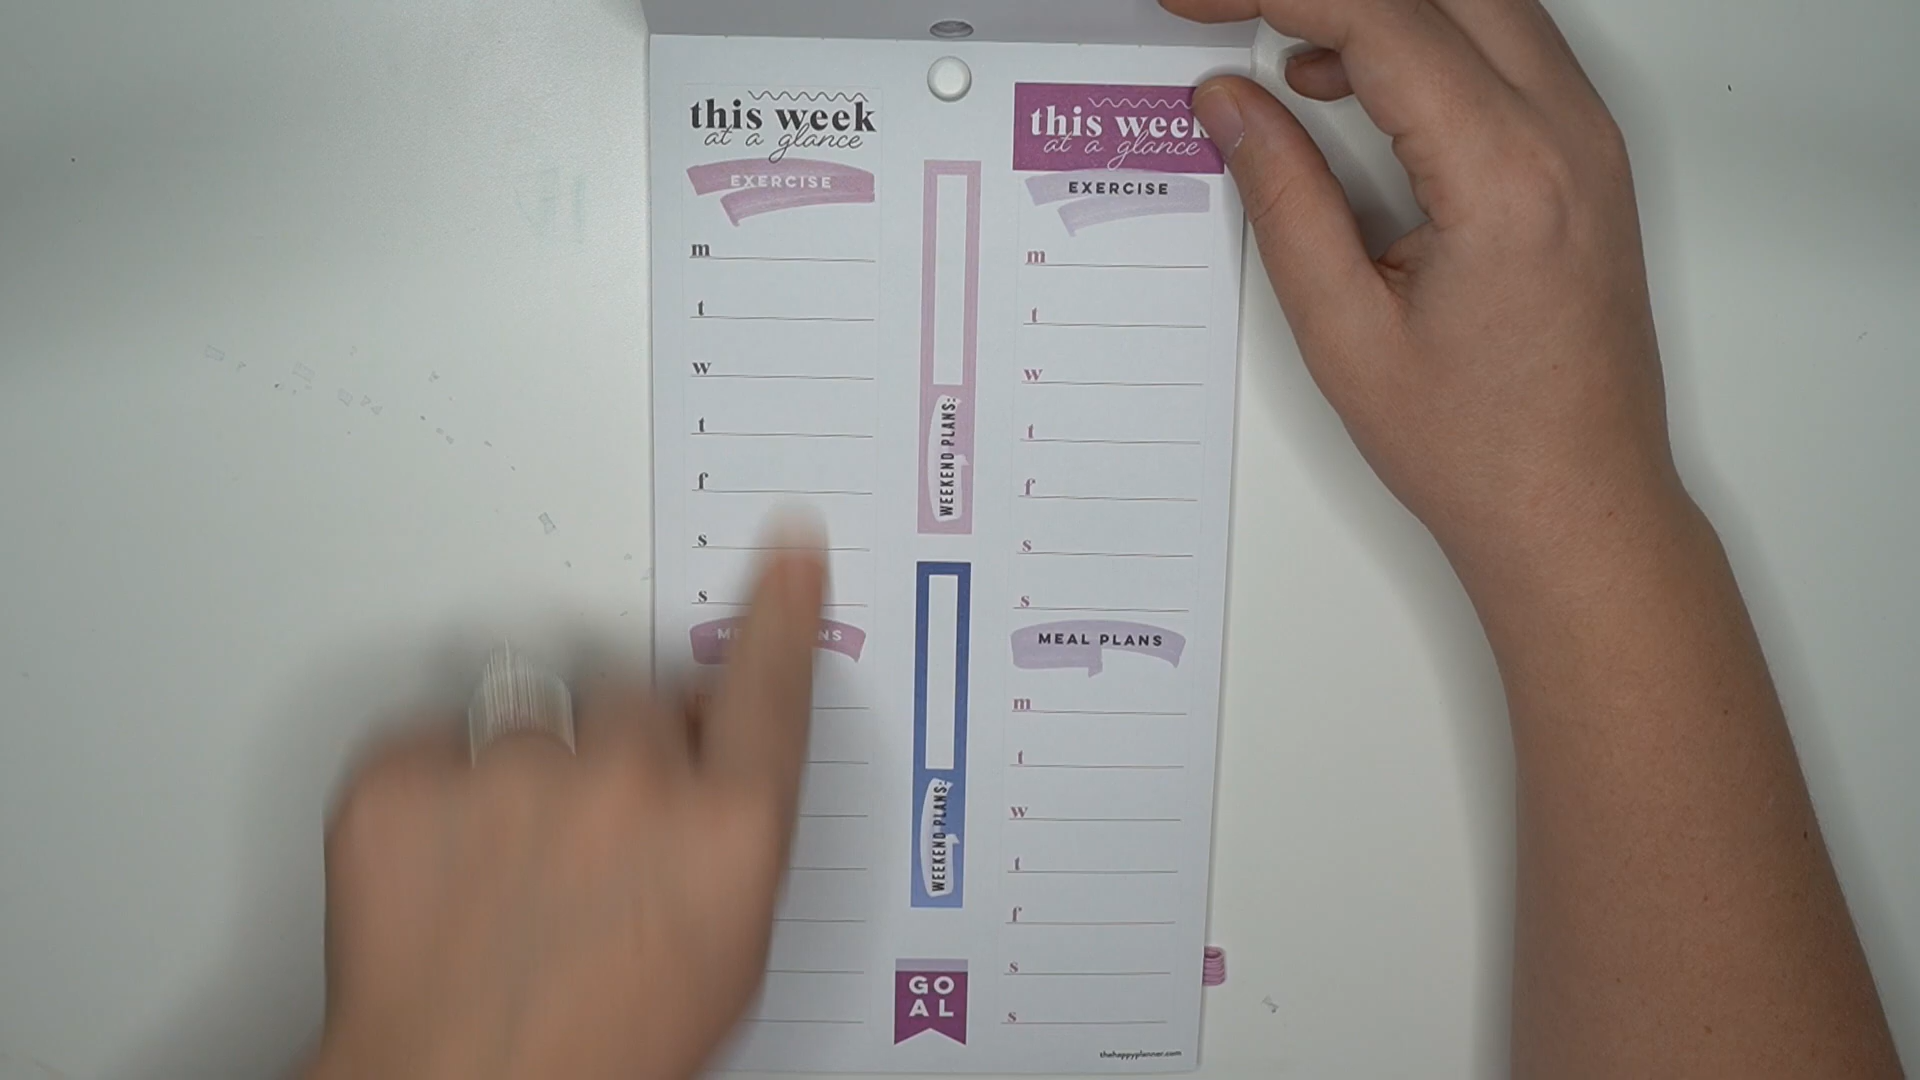 this week
at a glance
EXERCISE
m
t
w
t
f
s
s
WEEKEND PLANS:
WEEKEND PLANS:
GO
AL
this week
at a glance
EXERCISE
m
t
w
t
f
s
s
MEAL PLANS
m
t
w
t
f
s
s
thehappyplanner.com